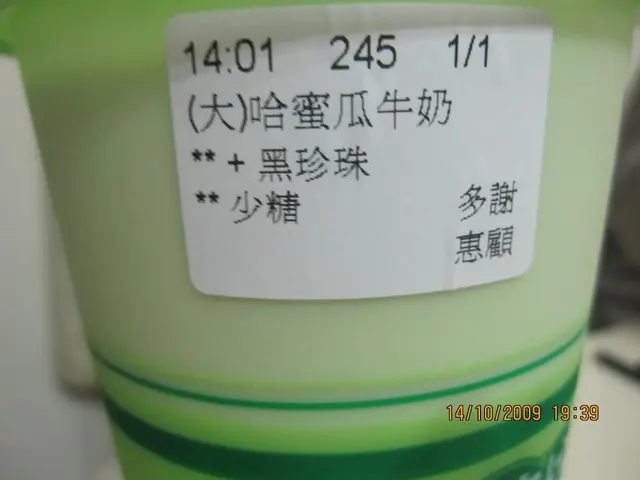 14:01 245 1/1
(大)哈蜜瓜牛奶
** + 黑珍珠
** 少糖
多謝
惠顧
14/10/2009 19:39